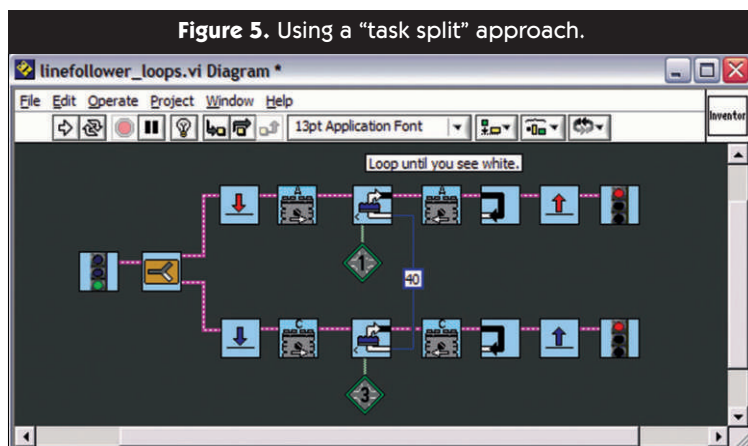 Figure 5. Using a “task split” approach.
linefollower_loops.vi Diagram *
File Edit Operate Project Window Help
13pt Application Font
Inventor
Loop until you see white.
A
A
1
40
C
C
3